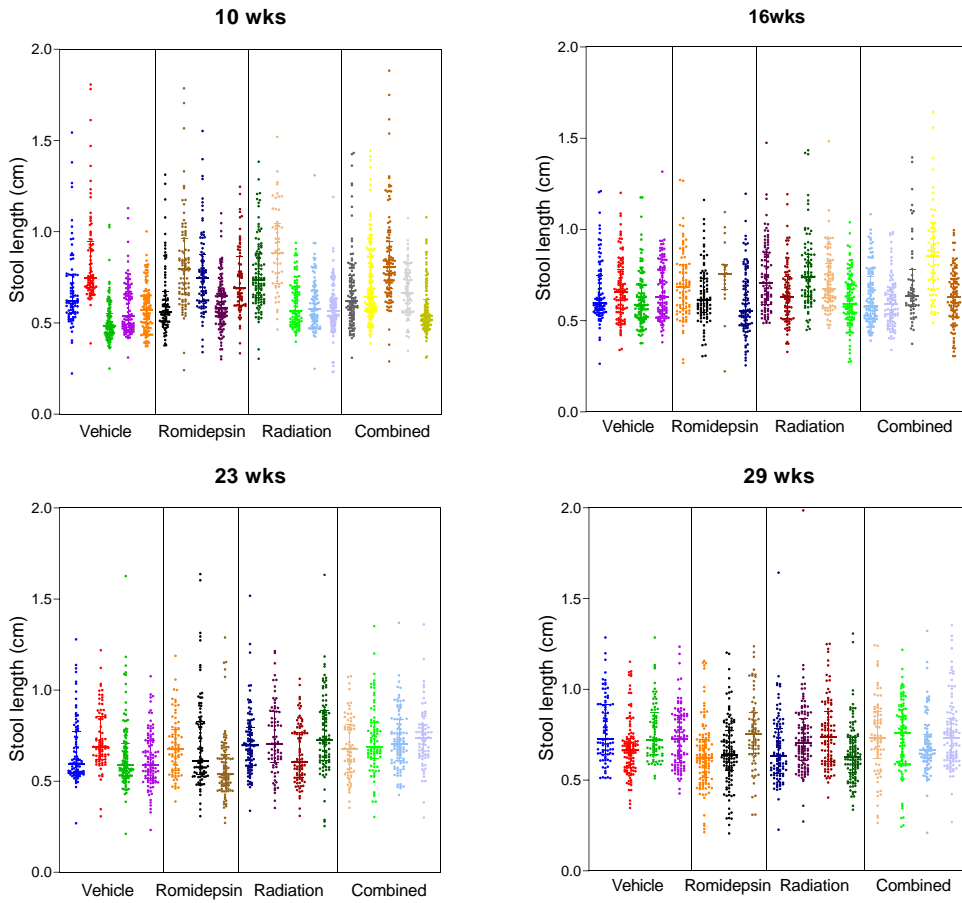 10 wks
16wks
2.0
1.5
1.0
0.5
0.0
Stool length (cm)
Vehicle Romidepsin Radiation Combined
2.0
1.5
1.0
0.5
0.0
Stool length (cm)
Vehicle Romidepsin Radiation Combined
23 wks
29 wks
2.0
1.5
1.0
0.5
0.0
Stool length (cm)
Vehicle Romidepsin Radiation Combined
2.0
1.5
1.0
0.5
0.0
Stool length (cm)
Vehicle Romidepsin Radiation Combined